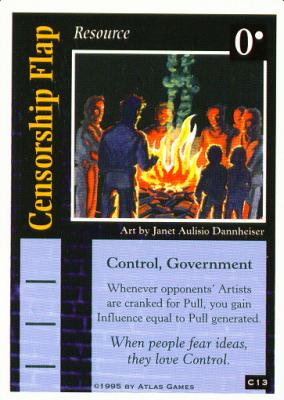 Censorship Flap
Resource
0•
Art by Janet Aulisio Dannheiser
Control, Government
Whenever opponents' Artists
are cranked for Pull, you gain
Influence equal to Pull generated.
When people fear ideas,
they love Control.
©1995 BY ATLAS GAMES
C13